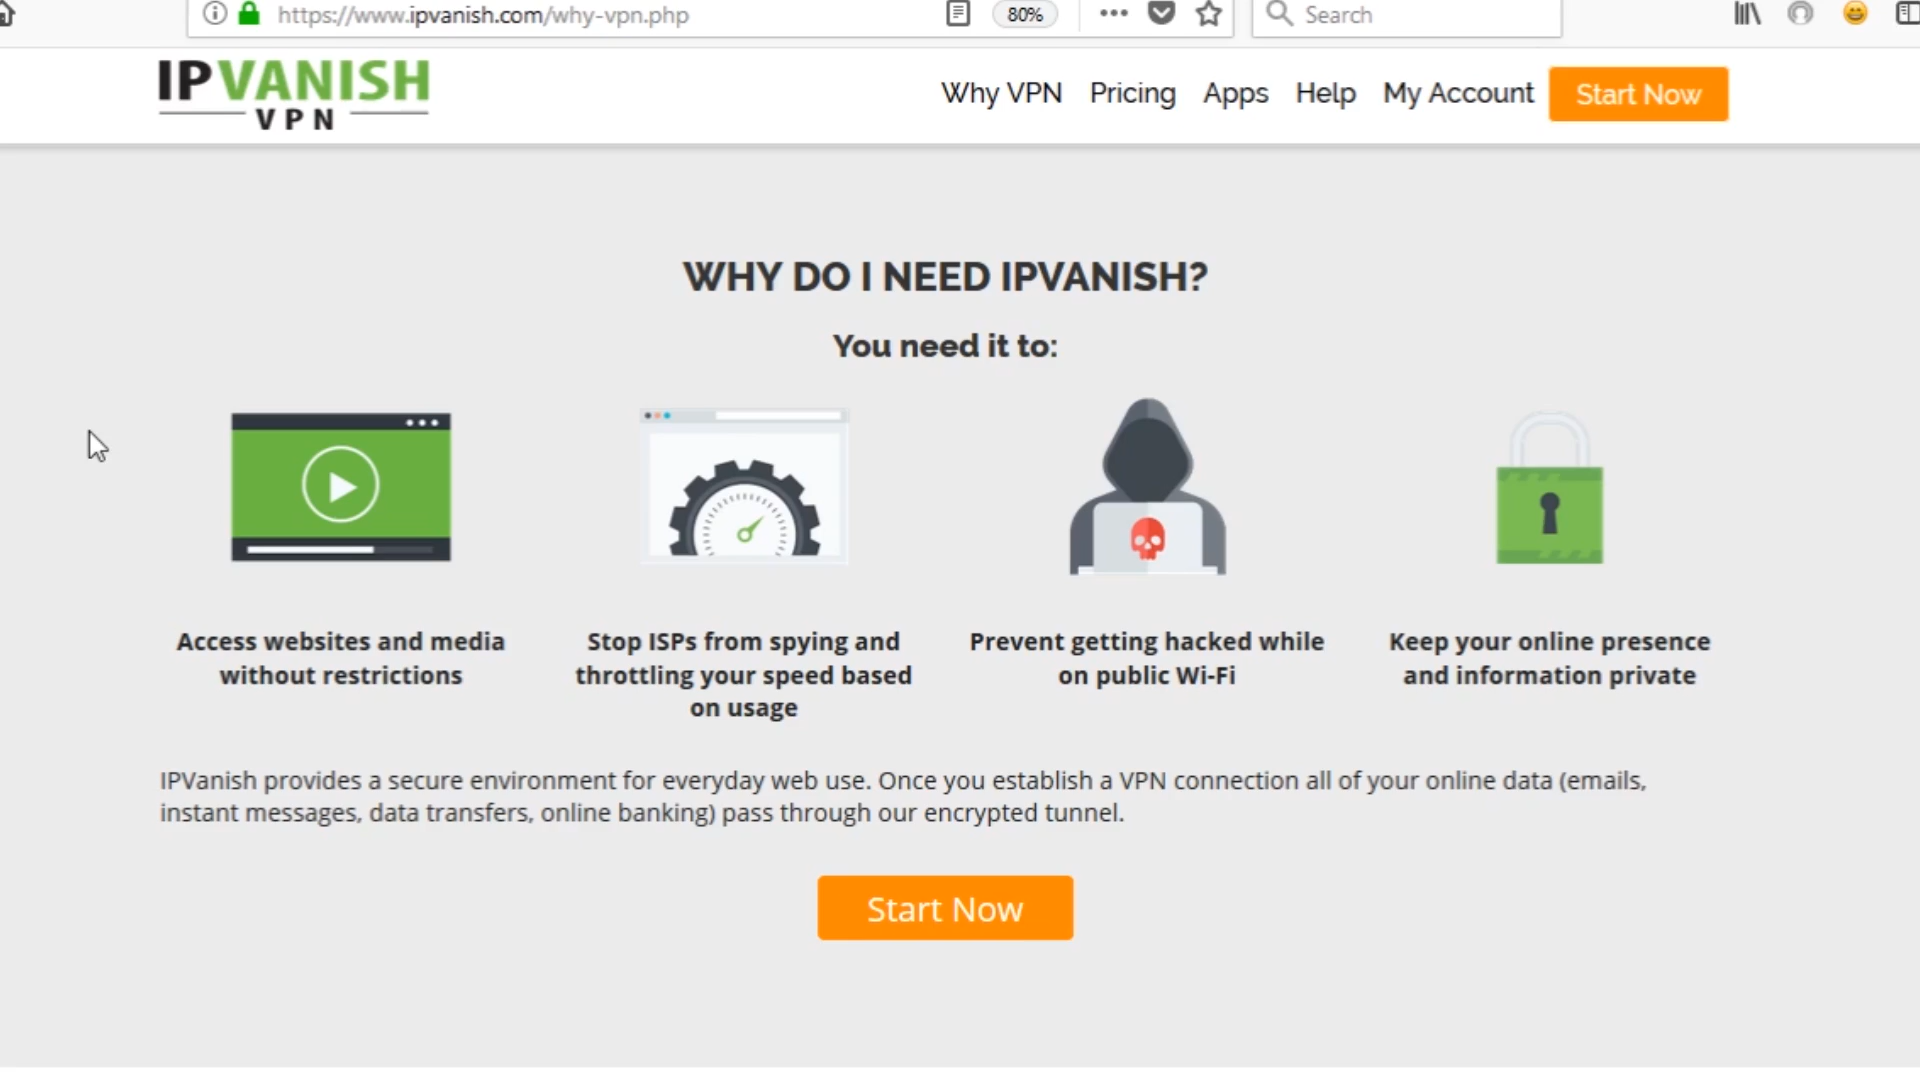 https://www.ipvanish.com/why-vpn.php
80%
Search
IPVANISH
VPN
Why VPN Pricing Apps Help My Account Start Now
WHY DO I NEED IPVANISH?
You need it to:
Access websites and media
without restrictions
Stop ISPs from spying and
throttling your speed based
on usage
Prevent getting hacked while
on public Wi-Fi
Keep your online presence
and information private
IPVanish provides a secure environment for everyday web use. Once you establish a VPN connection all of your online data (emails,
instant messages, data transfers, online banking) pass through our encrypted tunnel.
Start Now